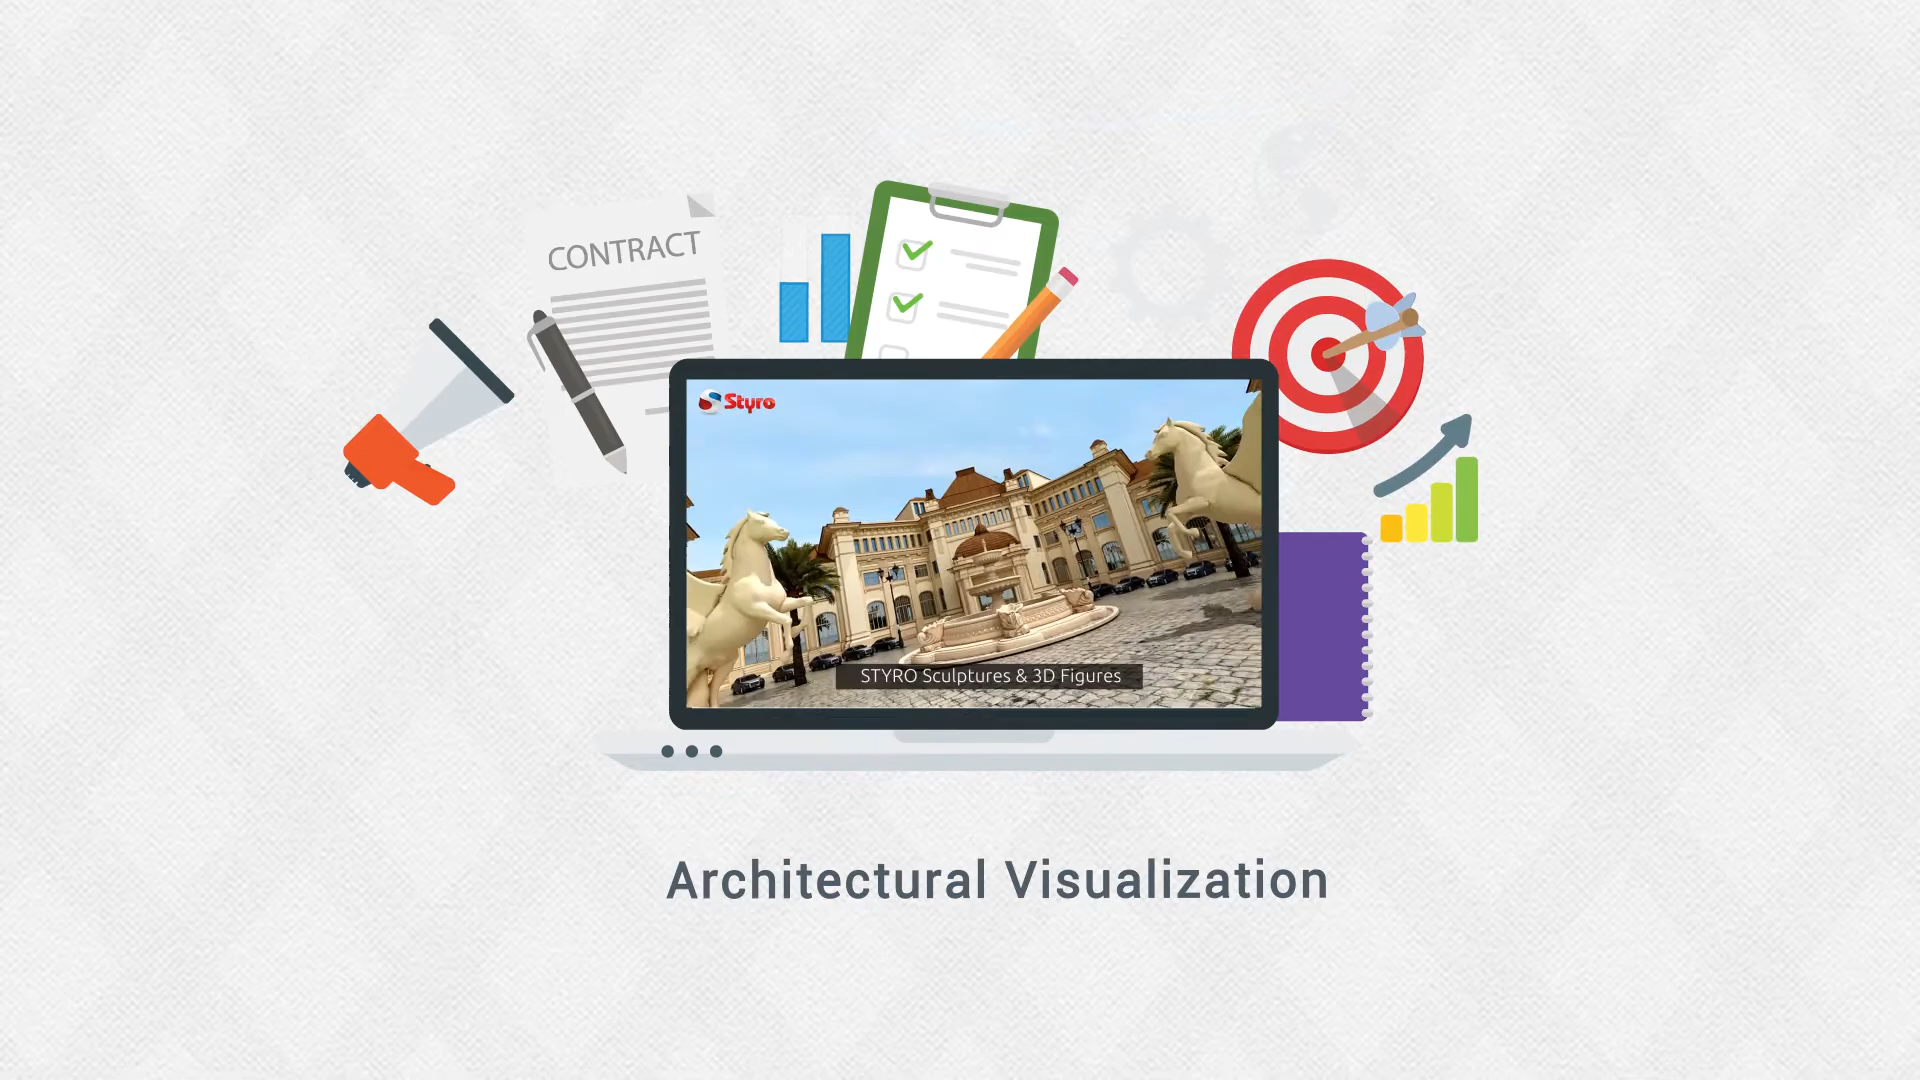 CONTRACT
Styro
STYRO Sculptures & 3D Figures
Architectural Visualization